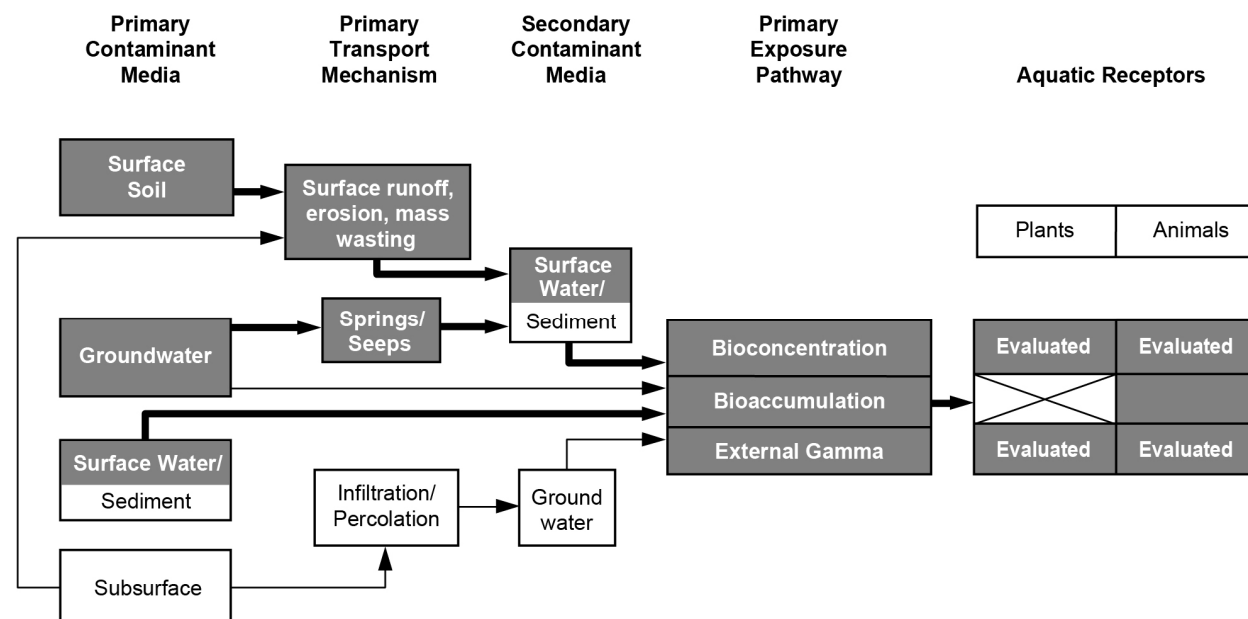 Primary
Contaminant
Media
Primary
Transport
Mechanism
Secondary
Contaminant
Media
Primary
Exposure
Pathway
Aquatic Receptors
Surface
Soil
Surface runoff,
erosion, mass
wasting
Plants
Animals
Surface
Water/
Sediment
Springs/
Seeps
Groundwater
Bioconcentration
Evaluated
Evaluated
Bioaccumulation
External Gamma
Evaluated
Evaluated
Surface Water/
Sediment
Infiltration/
Percolation
Ground
water
Subsurface